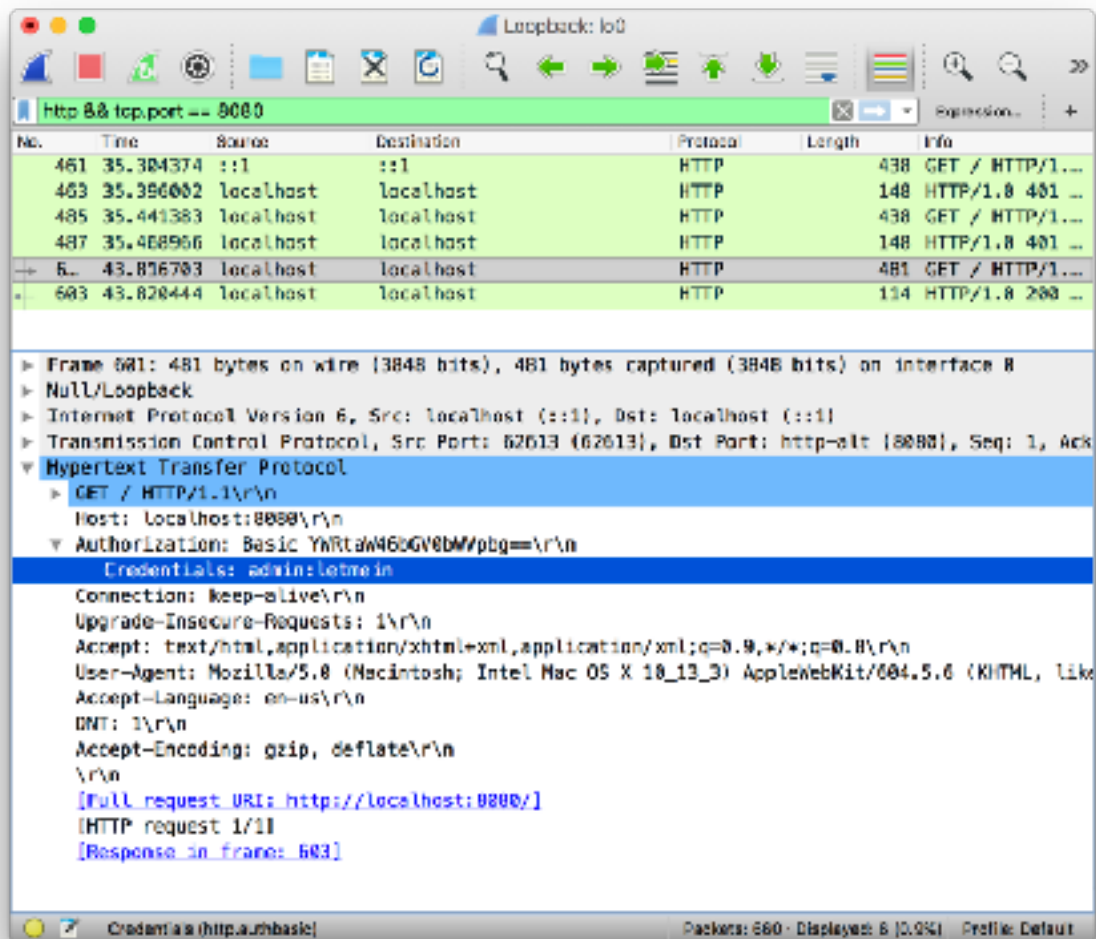 Loopback: lo0
http && tcp.port == 8080
Expression... +
No. Time Source Destination Protocol Length Info
461 35.304374 ::1 ::1 HTTP 438 GET / HTTP/1....
463 35.396002 localhost localhost HTTP 148 HTTP/1.0 401 ...
485 35.441383 localhost localhost HTTP 438 GET / HTTP/1....
487 35.468966 localhost localhost HTTP 148 HTTP/1.0 401 ...
6... 43.816703 localhost localhost HTTP 481 GET / HTTP/1....
603 43.820444 localhost localhost HTTP 114 HTTP/1.0 200 ...
Frame 601: 481 bytes on wire (3848 bits), 481 bytes captured (3848 bits) on interface 0
Null/Loopback
Internet Protocol Version 6, Src: localhost (::1), Dst: localhost (::1)
Transmission Control Protocol, Src Port: 62613 (62613), Dst Port: http-alt (8080), Seq: 1, Ack
Hypertext Transfer Protocol
GET / HTTP/1.1\r\n
Host: localhost:8080\r\n
Authorization: Basic YWRtaW46bGV0bWVpbg==\r\n
Credentials: admin:letmein
Connection: keep-alive\r\n
Upgrade-Insecure-Requests: 1\r\n
Accept: text/html,application/xhtml+xml,application/xml;q=0.9,*/*;q=0.8\r\n
User-Agent: Mozilla/5.0 (Macintosh; Intel Mac OS X 10_13_3) AppleWebKit/604.5.6 (KHTML, like
Accept-Language: en-us\r\n
DNT: 1\r\n
Accept-Encoding: gzip, deflate\r\n
\r\n
[Full request URI: http://localhost:8080/]
[HTTP request 1/1]
[Response in frame: 603]
Credentials (http.authbasic) Packets: 660 · Displayed: 6 (0.9%) Profile: Default